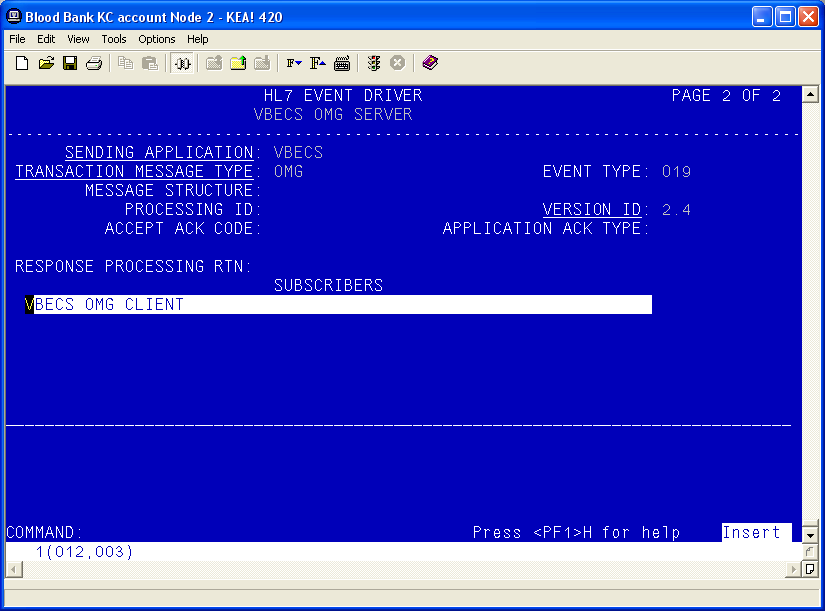 Blood Bank KC account Node 2 - KEA! 420
File Edit View Tools Options Help
HL7 EVENT DRIVER PAGE 2 OF 2
VBECS OMG SERVER
--------------------------------------------------------------------------------
SENDING APPLICATION: VBECS
TRANSACTION MESSAGE TYPE: OMG EVENT TYPE: O19
MESSAGE STRUCTURE:
PROCESSING ID: VERSION ID: 2.4
ACCEPT ACK CODE: APPLICATION ACK TYPE:
RESPONSE PROCESSING RTN:
SUBSCRIBERS
VBECS OMG CLIENT
COMMAND: Press <PF1>H for help Insert
1(012,003)